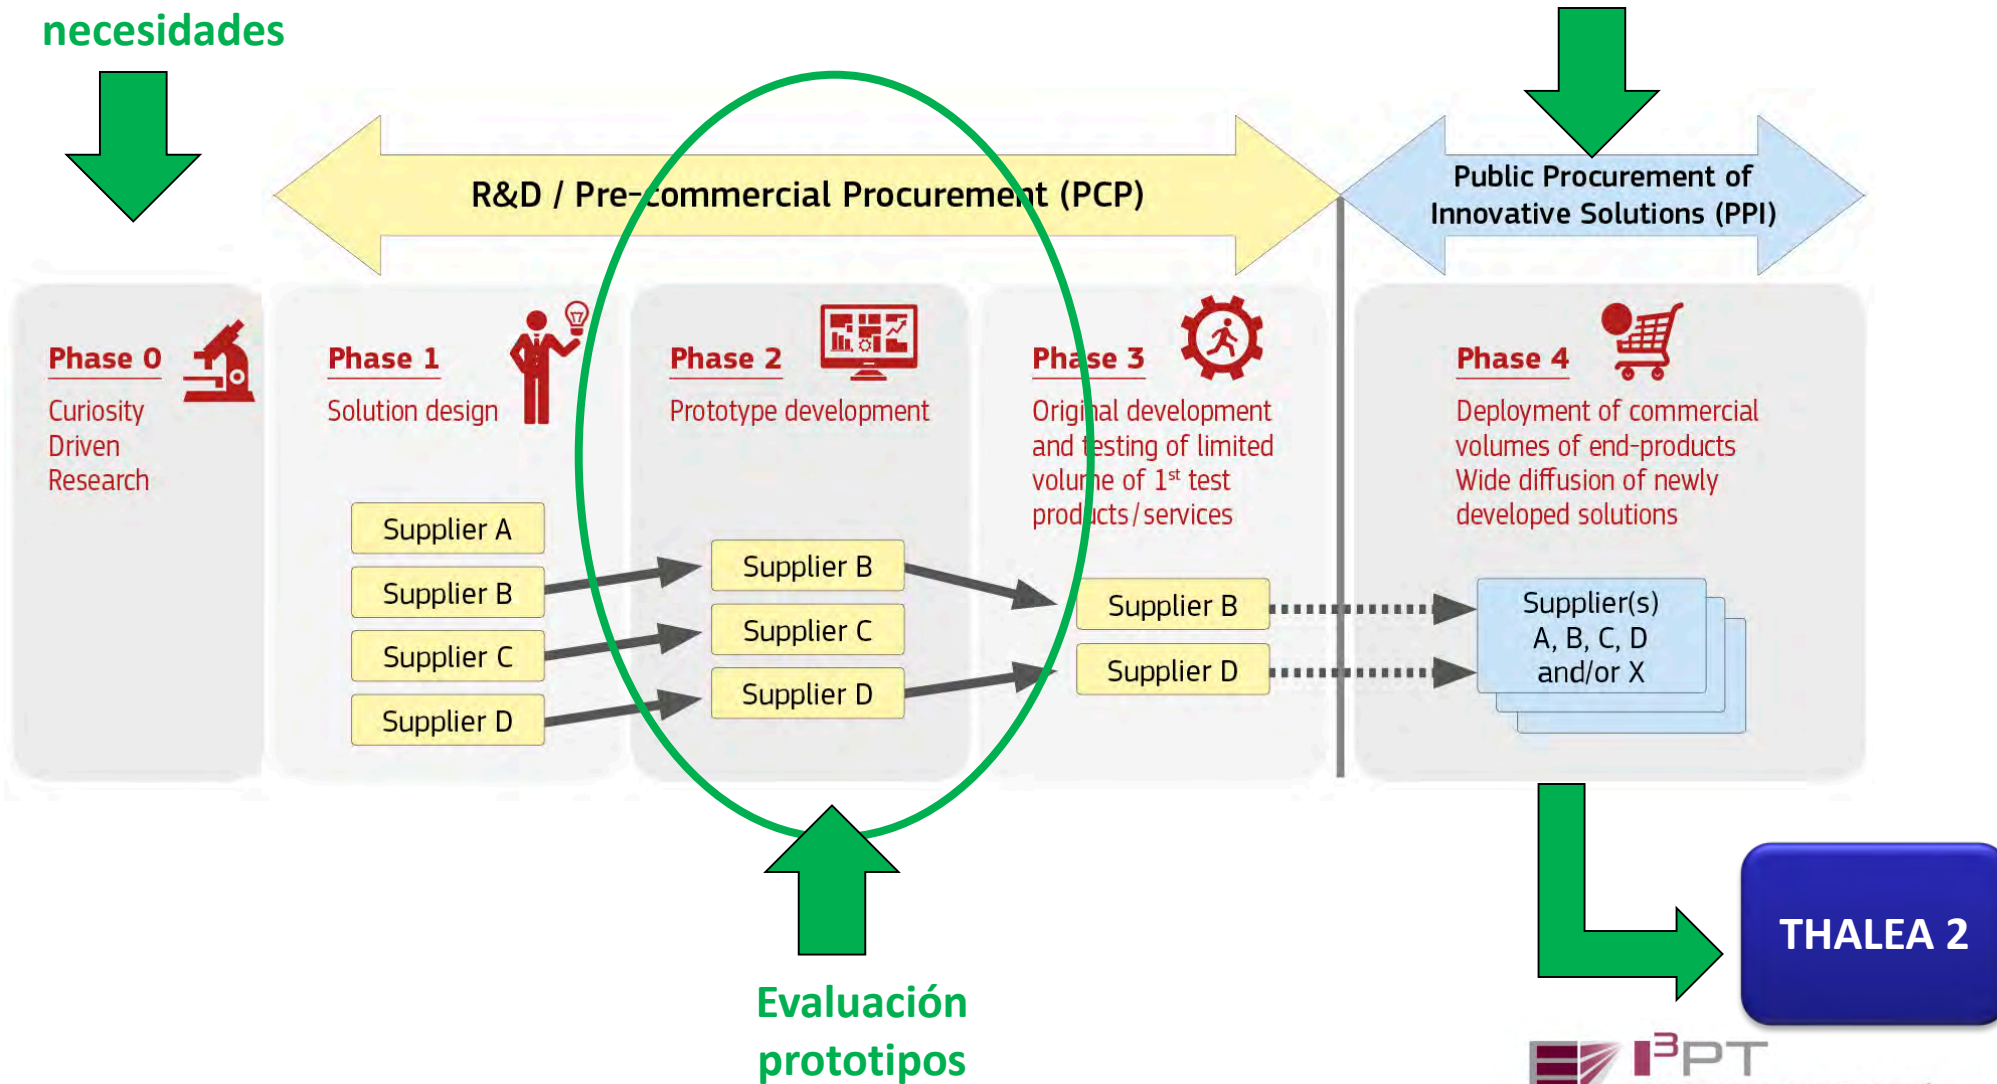 necesidades
R&D / Pre-commercial Procurement (PCP)
Public Procurement of
Innovative Solutions (PPI)
Phase 0
Curiosity
Driven
Research
Phase 1
Solution design
Supplier A
Supplier B
Supplier C
Supplier D
Phase 2
Prototype development
Supplier B
Supplier C
Supplier D
Phase 3
Original development
and testing of limited
volume of 1st test
products/services
Supplier B
Supplier D
Phase 4
Deployment of commercial
volumes of end-products
Wide diffusion of newly
developed solutions
Supplier(s)
A, B, C, D
and/or X
Evaluación
prototipos
THALEA 2
I3PT